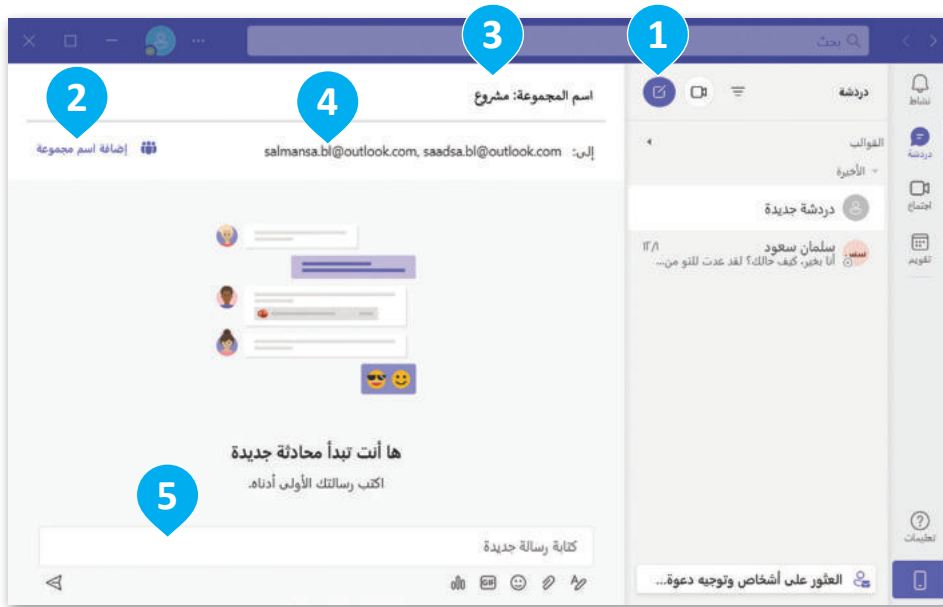 بحث
1
2
3
4
5
نشاط
دردشة
اجتماع
تقويم
تعليمات
دردشة
القوالب
الأخيرة
دردشة جديدة
سلمان سعود
١٢/٨
أنا بخير، كيف حالك؟ لقد عدت للتو من...
العثور على أشخاص وتوجيه دعوة...
اسم المجموعة: مشروع
إلى: salmansa.bl@outlook.com, saadsa.bl@outlook.com
إضافة اسم مجموعة
ها أنت تبدأ محادثة جديدة
اكتب رسالتك الأولى أدناه.
كتابة رسالة جديدة
GIF